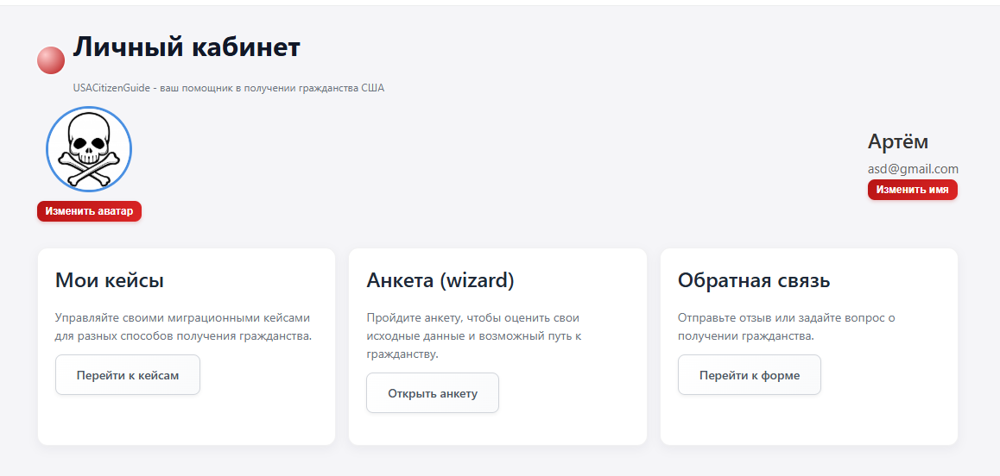 Личный кабинет
USACitizenGuide - ваш помощник в получении гражданства США
Изменить аватар
Артём
asd@gmail.com
Изменить имя
Мои кейсы
Управляйте своими миграционными кейсами
для разных способов получения гражданства.
Перейти к кейсам
Анкета (wizard)
Пройдите анкету, чтобы оценить свои
исходные данные и возможный путь к
гражданству.
Открыть анкету
Обратная связь
Отправьте отзыв или задайте вопрос о
получении гражданства.
Перейти к форме